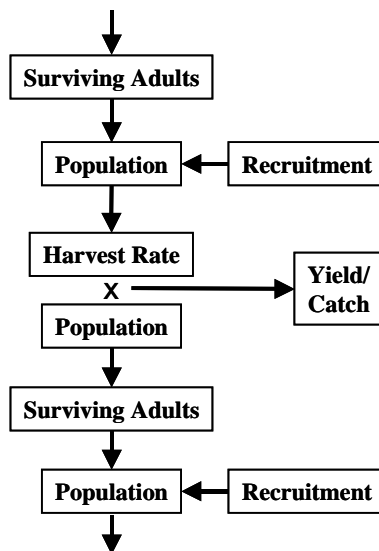 Surviving Adults
Population
Recruitment
Harvest Rate
X
Yield/
Catch
Population
Surviving Adults
Population
Recruitment